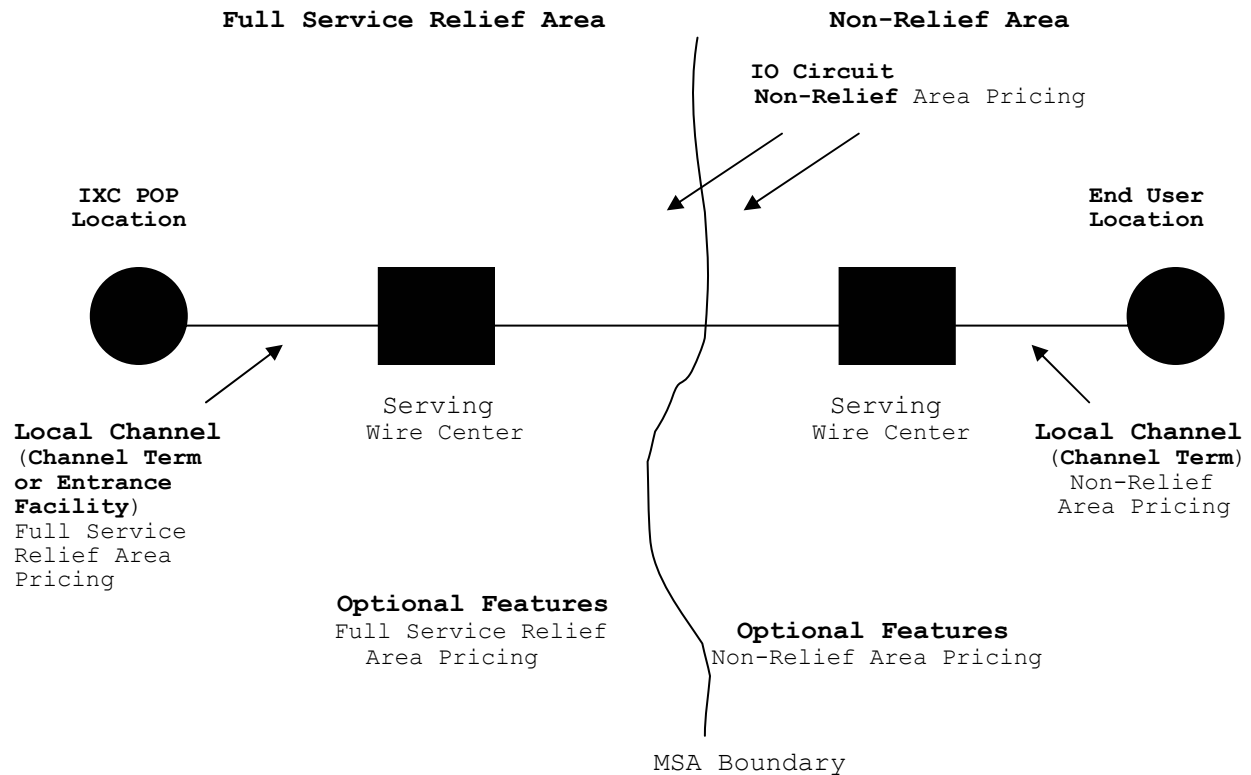 Full Service Relief Area
Non-Relief Area
IO Circuit
Non-Relief Area Pricing
IXC POP
Location
End User
Location
Serving
Wire Center
Serving
Wire Center
Local Channel
(Channel Term
or Entrance
Facility)
Full Service
Relief Area
Pricing
Local Channel
(Channel Term)
Non-Relief
Area Pricing
Optional Features
Full Service Relief
Area Pricing
Optional Features
Non-Relief Area Pricing
MSA Boundary